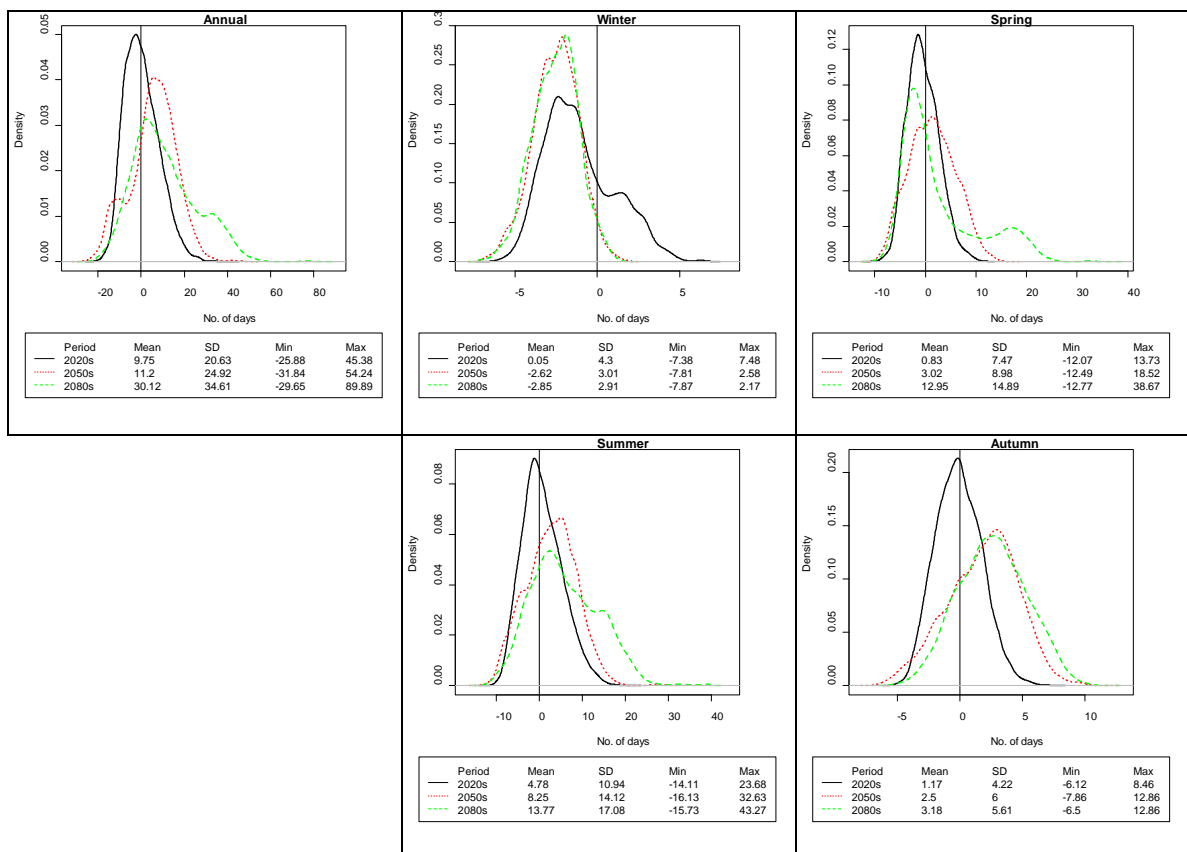 Annual
Density
0.00 0.01 0.02 0.03 0.04 0.05
-20 0 20 40 60 80
No. of days
Period Mean SD Min Max
2020s 9.75 20.63 -25.88 45.38
2050s 11.2 24.92 -31.84 54.24
2080s 30.12 34.61 -29.65 89.89
Winter
Density
0.00 0.05 0.10 0.15 0.20 0.25 0.3
-5 0 5
No. of days
Period Mean SD Min Max
2020s 0.05 4.3 -7.38 7.48
2050s -2.62 3.01 -7.81 2.58
2080s -2.85 2.91 -7.87 2.17
Spring
Density
0.00 0.02 0.04 0.06 0.08 0.10 0.12
-10 0 10 20 30 40
No. of days
Period Mean SD Min Max
2020s 0.83 7.47 -12.07 13.73
2050s 3.02 8.98 -12.49 18.52
2080s 12.95 14.89 -12.77 38.67
Summer
Density
0.00 0.02 0.04 0.06 0.08
-10 0 10 20 30 40
No. of days
Period Mean SD Min Max
2020s 4.78 10.94 -14.11 23.68
2050s 8.25 14.12 -16.13 32.63
2080s 13.77 17.08 -15.73 43.27
Autumn
Density
0.00 0.05 0.10 0.15 0.20
-5 0 5 10
No. of days
Period Mean SD Min Max
2020s 1.17 4.22 -6.12 8.46
2050s 2.5 6 -7.86 12.86
2080s 3.18 5.61 -6.5 12.86